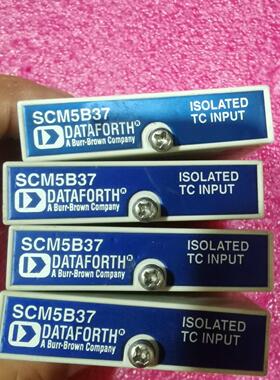 SCM5B37
DATAFORTH®
A Burr-Brown Company
ISOLATED
TC INPUT
SCM5B37
DATAFORTH®
A Burr-Brown Company
ISOLATED
TC INPUT
SCM5B37
DATAFORTH®
A Burr-Brown Company
ISOLATED
TC INPUT
SCM5B37
DATAFORTH®
A Burr-Brown Company
ISOLATED
TC INPUT